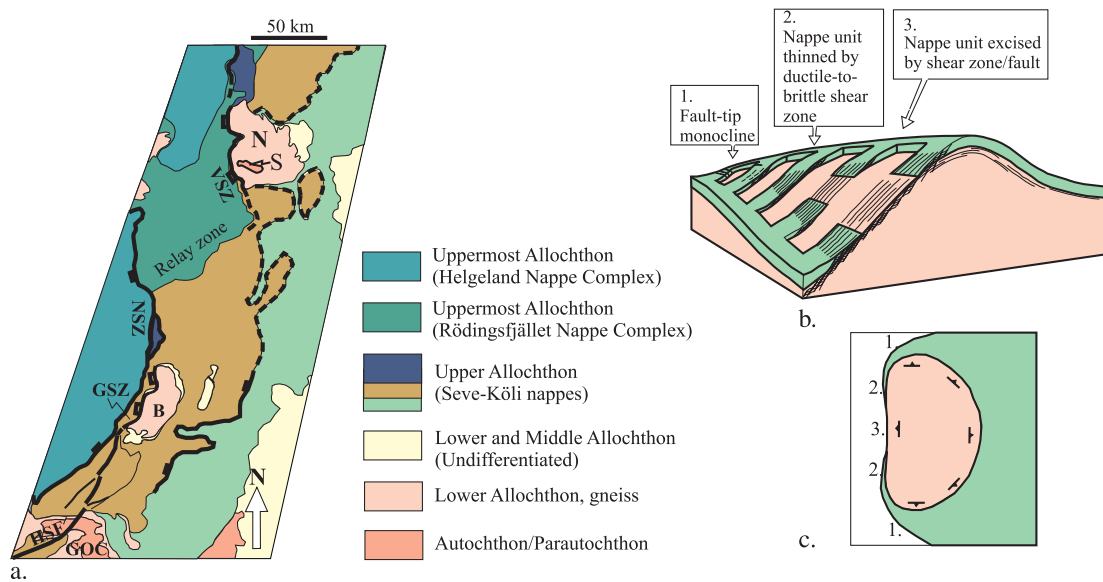 50 km
N
S
VSZ
Relay zone
NSZ
GSZ
B
N
HSF
GOC
a.
Uppermost Allochthon
(Helgeland Nappe Complex)
Uppermost Allochthon
(Rödingsfjället Nappe Complex)
Upper Allochthon
(Seve-Köli nappes)
Lower and Middle Allochthon
(Undifferentiated)
Lower Allochthon, gneiss
Autochthon/Parautochthon
1.
Fault-tip
monocline
2.
Nappe unit
thinned by
ductile-to-
brittle shear
zone
3.
Nappe unit excised
by shear zone/fault
b.
1.
2.
3.
2.
1.
c.